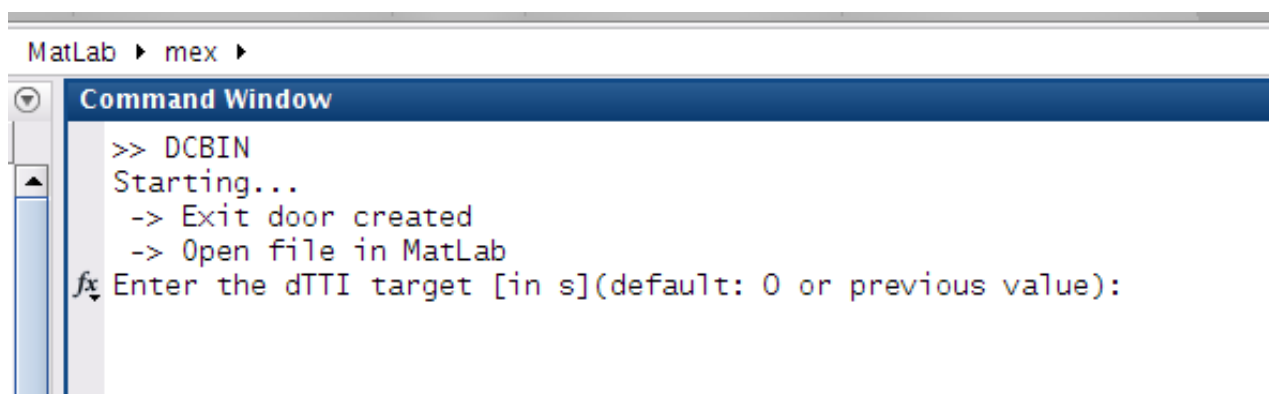 MatLab ▸ mex ▸
Command Window
>> DCBIN
Starting...
-> Exit door created
-> Open file in MatLab
fx Enter the dTTI target [in s](default: 0 or previous value):